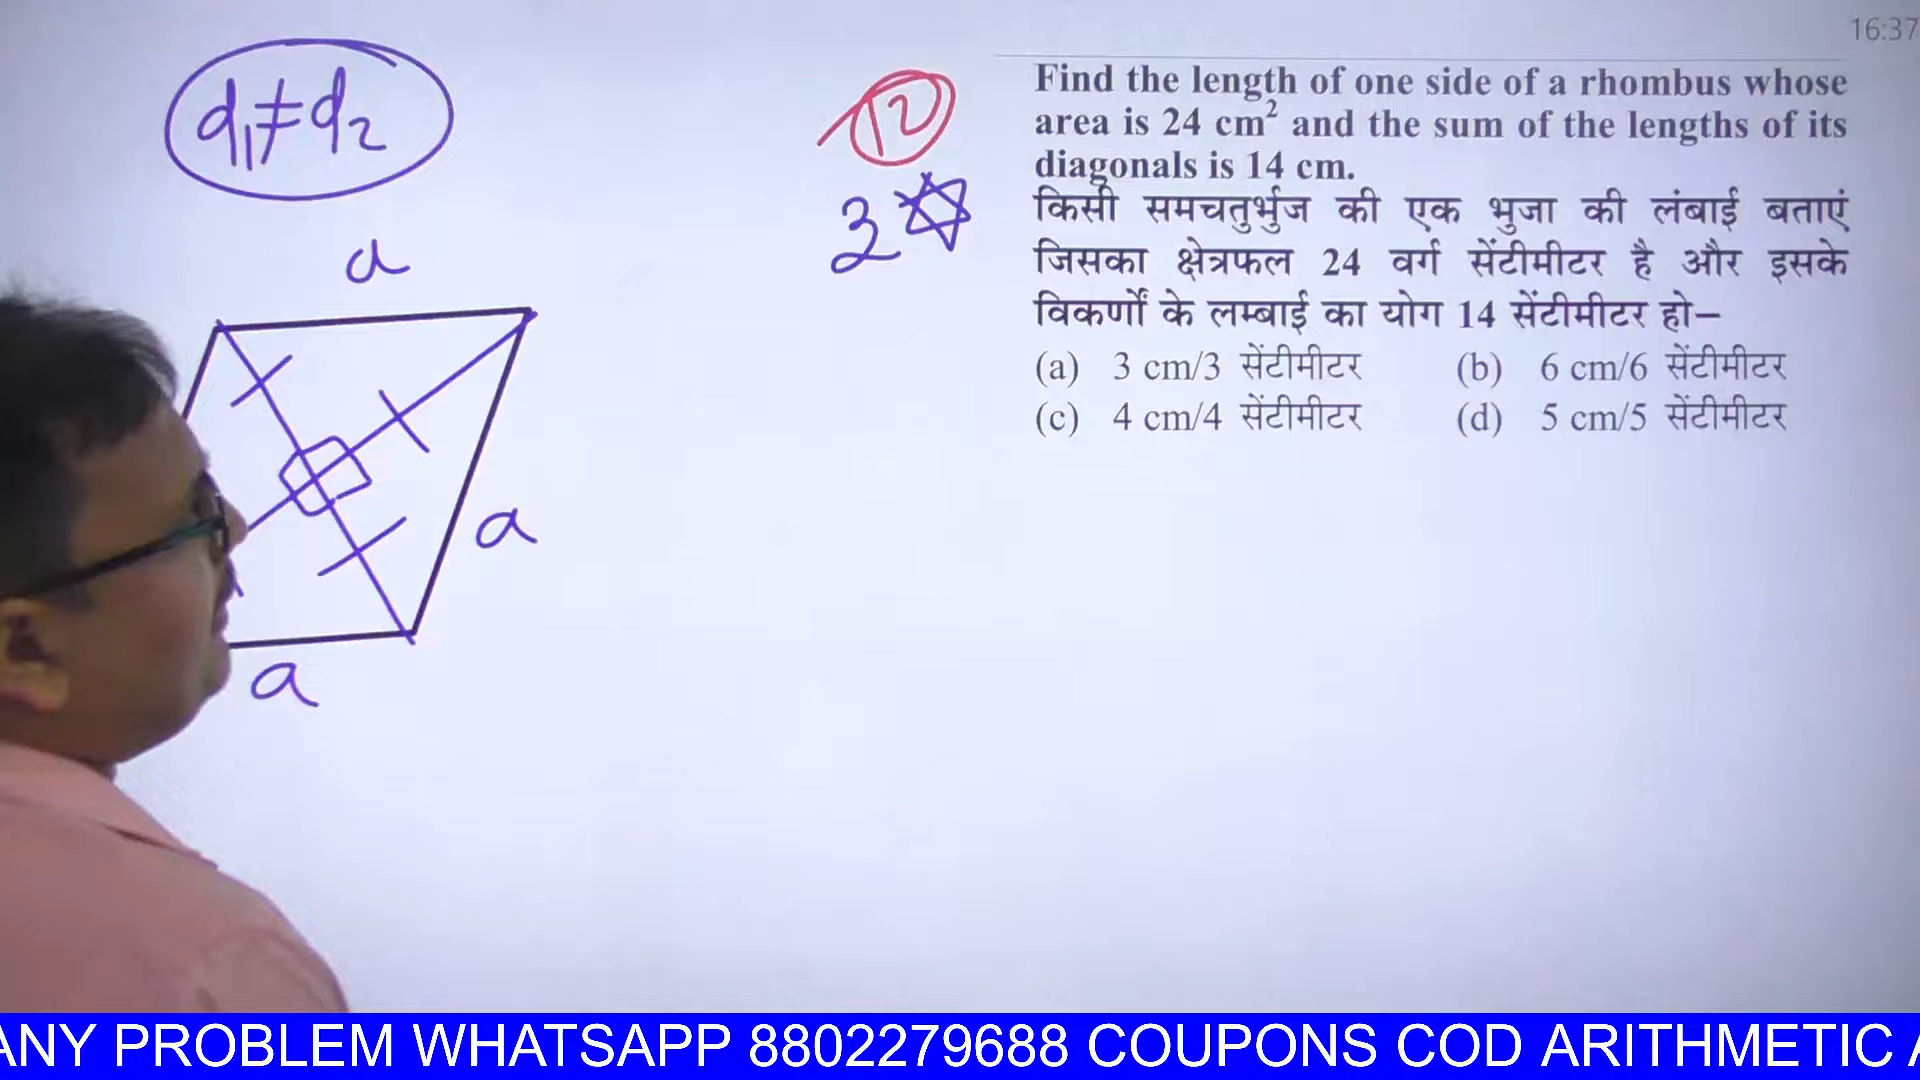 16:37
d₁≠d₂
12
3
a
a
a
Find the length of one side of a rhombus whose
area is 24 cm² and the sum of the lengths of its
diagonals is 14 cm.
किसी समचतुर्भुज की एक भुजा की लंबाई बताएं
जिसका क्षेत्रफल 24 वर्ग सेंटीमीटर है और इसके
विकर्णों के लम्बाई का योग 14 सेंटीमीटर हो–
(a) 3 cm/3 सेंटीमीटर (b) 6 cm/6 सेंटीमीटर
(c) 4 cm/4 सेंटीमीटर (d) 5 cm/5 सेंटीमीटर
ANY PROBLEM WHATSAPP 8802279688 COUPONS COD ARITHMETIC